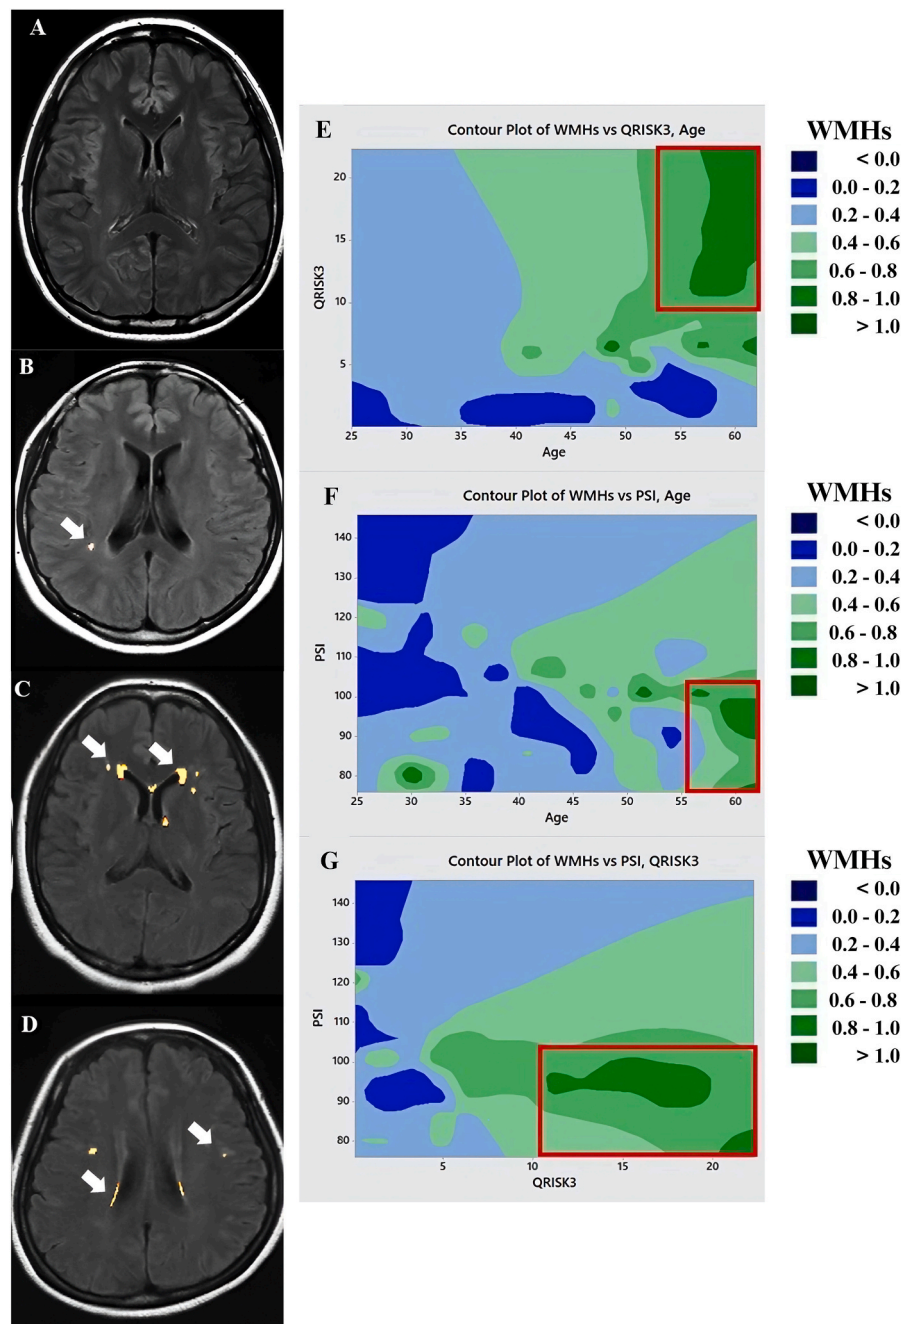 A
B
C
D
E
Contour Plot of WMHs vs QRISK3, Age
QRISK3
20
15
10
5
25 30 35 40 45 50 55 60
Age
WMHs
< 0.0
0.0 - 0.2
0.2 - 0.4
0.4 - 0.6
0.6 - 0.8
0.8 - 1.0
> 1.0
F
Contour Plot of WMHs vs PSI, Age
PSI
140
130
120
110
100
90
80
25 30 35 40 45 50 55 60
Age
WMHs
< 0.0
0.0 - 0.2
0.2 - 0.4
0.4 - 0.6
0.6 - 0.8
0.8 - 1.0
> 1.0
G
Contour Plot of WMHs vs PSI, QRISK3
PSI
140
130
120
110
100
90
80
5 10 15 20
QRISK3
WMHs
< 0.0
0.0 - 0.2
0.2 - 0.4
0.4 - 0.6
0.6 - 0.8
0.8 - 1.0
> 1.0